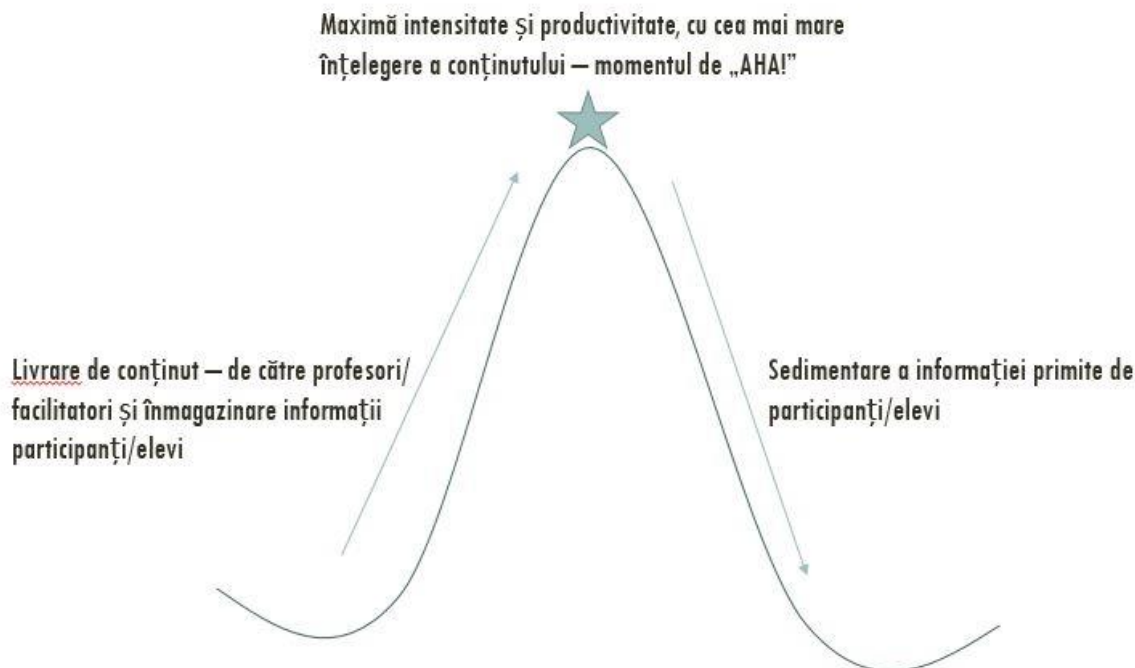 Maximă intensitate și productivitate, cu cea mai mare
înțelegere a conținutului – momentul de „AHA!”
Livrare de conținut – de către profesori/
facilitatori și înmagazinare informații
participanți/elevi
Sedimentare a informației primite de
participanți/elevi